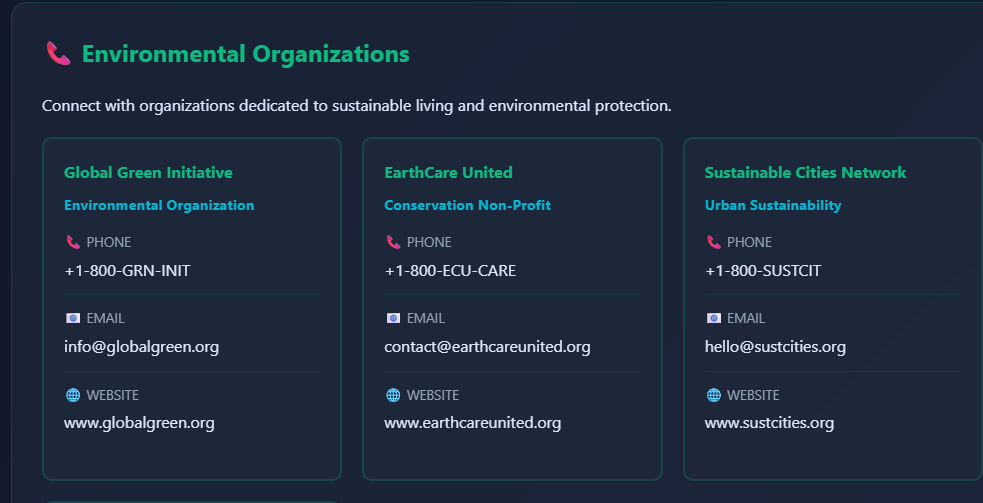 Environmental Organizations
Connect with organizations dedicated to sustainable living and environmental protection.
Global Green Initiative
Environmental Organization
PHONE
+1-800-GRN-INIT
EMAIL
info@globalgreen.org
WEBSITE
www.globalgreen.org
EarthCare United
Conservation Non-Profit
PHONE
+1-800-ECU-CARE
EMAIL
contact@earthcareunited.org
WEBSITE
www.earthcareunited.org
Sustainable Cities Network
Urban Sustainability
PHONE
+1-800-SUSTCIT
EMAIL
hello@sustcities.org
WEBSITE
www.sustcities.org